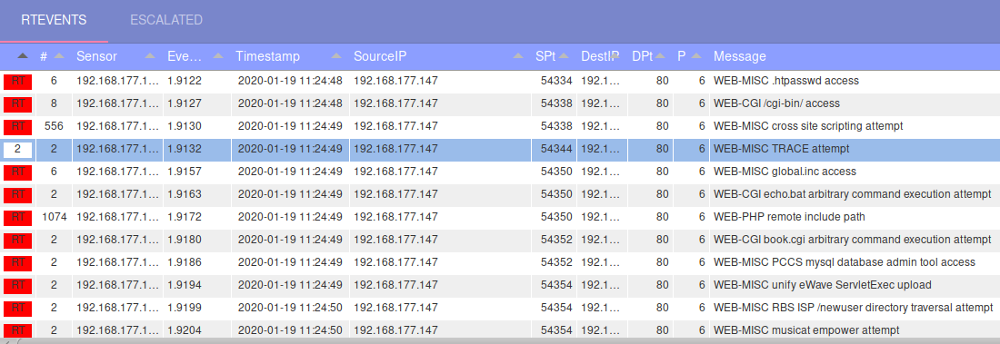 RTEVENTS ESCALATED
# Sensor Eve... Timestamp SourceIP SPt DestIP DPt P Message
RT 6 192.168.177.1... 1.9122 2020-01-19 11:24:48 192.168.177.147 54334 192.1... 80 6 WEB-MISC .htpasswd access
RT 8 192.168.177.1... 1.9127 2020-01-19 11:24:48 192.168.177.147 54338 192.1... 80 6 WEB-CGI /cgi-bin/ access
RT 556 192.168.177.1... 1.9130 2020-01-19 11:24:49 192.168.177.147 54338 192.1... 80 6 WEB-MISC cross site scripting attempt
2 2 192.168.177.1... 1.9132 2020-01-19 11:24:49 192.168.177.147 54344 192.1... 80 6 WEB-MISC TRACE attempt
RT 6 192.168.177.1... 1.9157 2020-01-19 11:24:49 192.168.177.147 54350 192.1... 80 6 WEB-MISC global.inc access
RT 2 192.168.177.1... 1.9163 2020-01-19 11:24:49 192.168.177.147 54350 192.1... 80 6 WEB-CGI echo.bat arbitrary command execution attempt
RT 1074 192.168.177.1... 1.9172 2020-01-19 11:24:49 192.168.177.147 54350 192.1... 80 6 WEB-PHP remote include path
RT 2 192.168.177.1... 1.9180 2020-01-19 11:24:49 192.168.177.147 54352 192.1... 80 6 WEB-CGI book.cgi arbitrary command execution attempt
RT 2 192.168.177.1... 1.9186 2020-01-19 11:24:49 192.168.177.147 54352 192.1... 80 6 WEB-MISC PCCS mysql database admin tool access
RT 2 192.168.177.1... 1.9194 2020-01-19 11:24:49 192.168.177.147 54354 192.1... 80 6 WEB-MISC unify eWave ServletExec upload
RT 2 192.168.177.1... 1.9199 2020-01-19 11:24:50 192.168.177.147 54354 192.1... 80 6 WEB-MISC RBS ISP /newuser directory traversal attempt
RT 2 192.168.177.1... 1.9204 2020-01-19 11:24:50 192.168.177.147 54354 192.1... 80 6 WEB-MISC musicat empower attempt